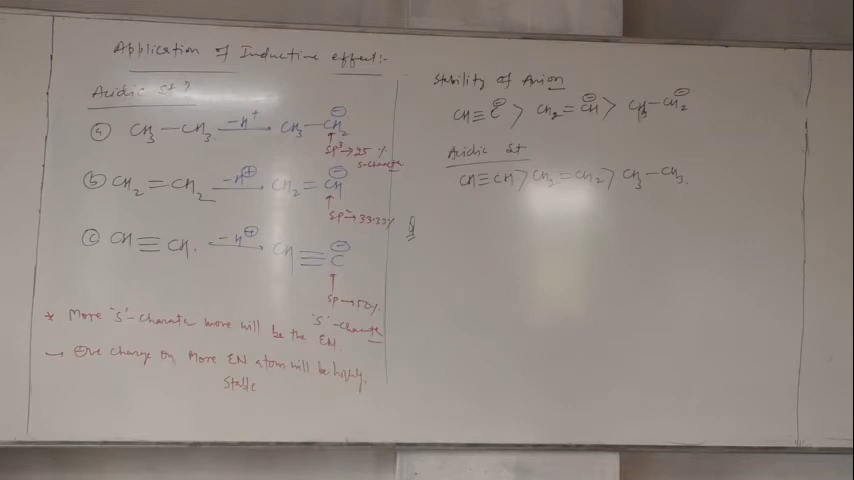 Application of Inductive effect:-
Acidic St ?
(a) CH3 — CH3 —H+→ CH3 — CH2⊖
SP3 → 25 %
S-character
(b) CH2 = CH2 —H⊕→ CH2 = CH⊖
SP2 → 33.33%
(c) CH ≡ CH. —H⊕→ CH ≡ C⊖
SP → 50%
'S'-character
* More 'S'-character more will be the EN.
→ ⊖ve charge on More EN atom will be highly
Stable
Stability of Anion
CH ≡ C⊖ > CH2 = CH⊖ > CH3 — CH2⊖
Acidic St
CH ≡ CH > CH2 = CH2 > CH3 — CH3.
Q